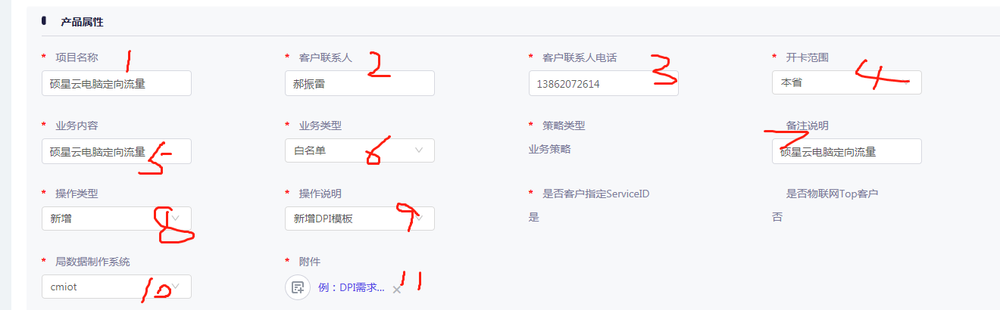 产品属性
* 项目名称 1 * 客户联系人 2 * 客户联系人电话 3 * 开卡范围 4
硕星云电脑定向流量 郝振雷 13862072614 本省
* 业务内容 * 业务类型 * 策略类型 备注说明
硕星云电脑定向流量 5 白名单 6 业务策略 7 硕星云电脑定向流量
* 操作类型 * 操作说明 * 是否客户指定ServiceID 是否物联网Top客户
新增 8 新增DPI模板 9 是 否
* 局数据制作系统 * 附件
cmiot 10 例：DPI需求... × 11